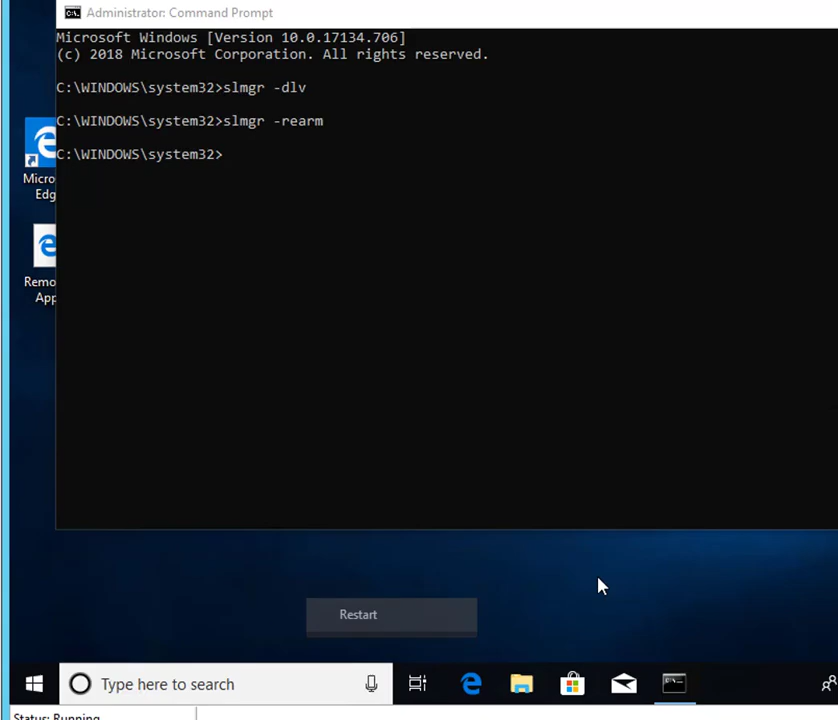 Administrator: Command Prompt
Microsoft Windows [Version 10.0.17134.706]
(c) 2018 Microsoft Corporation. All rights reserved.
C:\WINDOWS\system32>slmgr -dlv
C:\WINDOWS\system32>slmgr -rearm
C:\WINDOWS\system32>
Micro
Edg
Remo
App
Restart
Type here to search
Status: Running